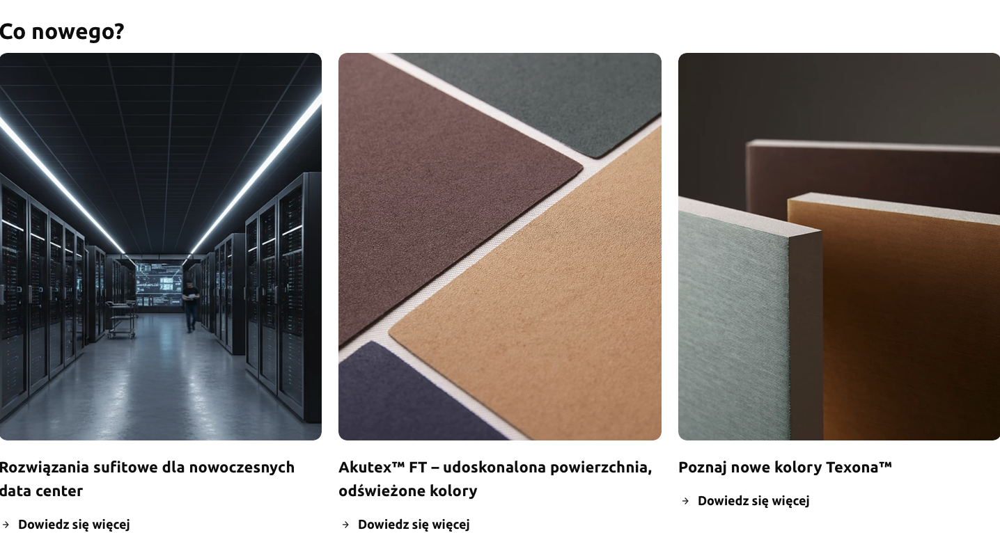 Co nowego?
Rozwiązania sufitowe dla nowoczesnych
data center
→ Dowiedz się więcej
Akutex™ FT – udoskonalona powierzchnia,
odświeżone kolory
→ Dowiedz się więcej
Poznaj nowe kolory Texona™
→ Dowiedz się więcej